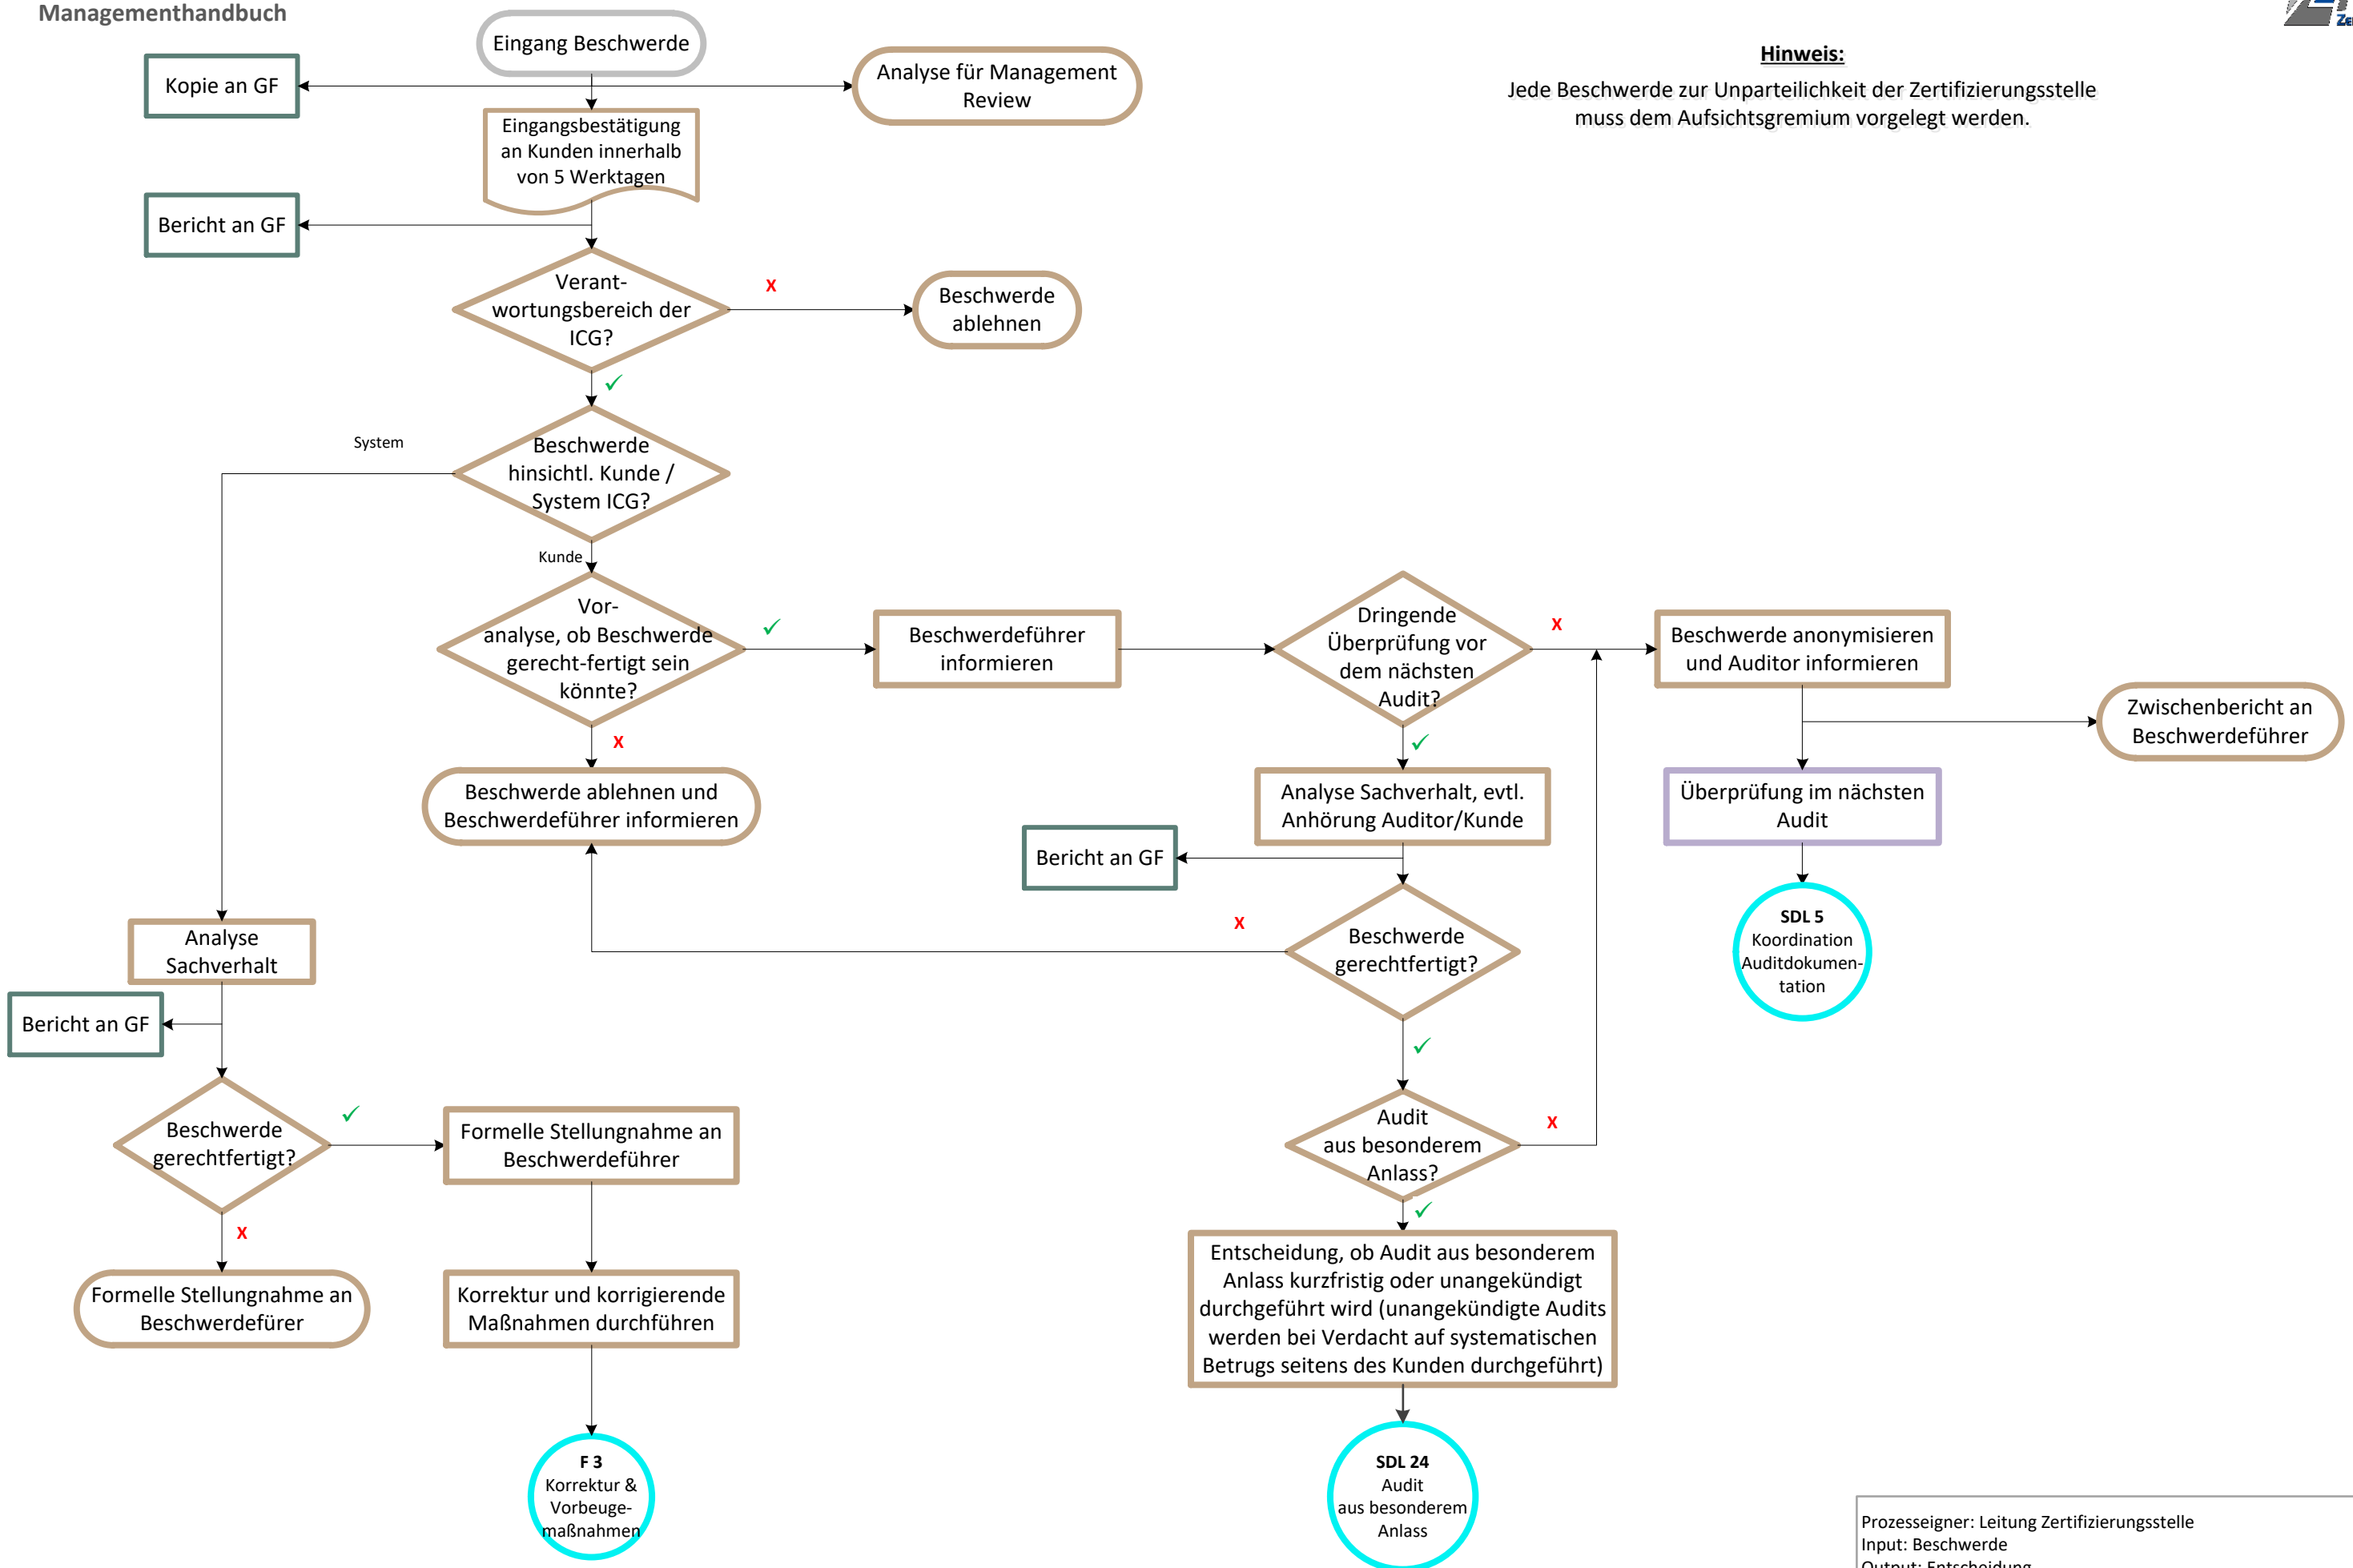 Managementhandbuch
Eingang Beschwerde
Kopie an GF
Analyse für Management
Review
Hinweis:
Jede Beschwerde zur Unparteilichkeit der Zertifizierungsstelle
muss dem Aufsichtsgremium vorgelegt werden.
Eingangsbestätigung
an Kunden innerhalb
von 5 Werktagen
Bericht an GF
Verant-
wortungsbereich der
ICG?
X
Beschwerde
ablehnen
✓
System
Beschwerde
hinsichtl. Kunde /
System ICG?
Kunde
Vor-
analyse, ob Beschwerde
gerecht-fertigt sein
könnte?
✓
Beschwerdeführer
informieren
Dringende
Überprüfung vor
dem nächsten
Audit?
X
Beschwerde anonymisieren
und Auditor informieren
Zwischenbericht an
Beschwerdeführer
X
✓
Beschwerde ablehnen und
Beschwerdeführer informieren
Analyse Sachverhalt, evtl.
Anhörung Auditor/Kunde
Überprüfung im nächsten
Audit
Bericht an GF
X
Beschwerde
gerechtfertigt?
SDL 5
Koordination
Auditdokumen-
tation
Analyse
Sachverhalt
Bericht an GF
✓
Beschwerde
gerechtfertigt?
✓
Formelle Stellungnahme an
Beschwerdeführer
Audit
aus besonderem
Anlass?
X
X
✓
Formelle Stellungnahme an
Beschwerdefürer
Korrektur und korrigierende
Maßnahmen durchführen
Entscheidung, ob Audit aus besonderem
Anlass kurzfristig oder unangekündigt
durchgeführt wird (unangekündigte Audits
werden bei Verdacht auf systematischen
Betrugs seitens des Kunden durchgeführt)
F 3
Korrektur &
Vorbeuge-
maßnahmen
SDL 24
Audit
aus besonderem
Anlass
Prozesseigner: Leitung Zertifizierungsstelle
Input: Beschwerde
Output: Entscheidung